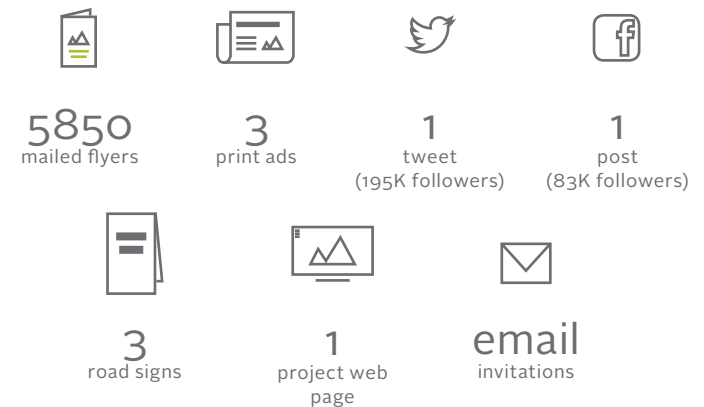 5850
mailed flyers
3
print ads
1
tweet
(195K followers)
1
post
(83K followers)
3
road signs
1
project web
page
email
invitations